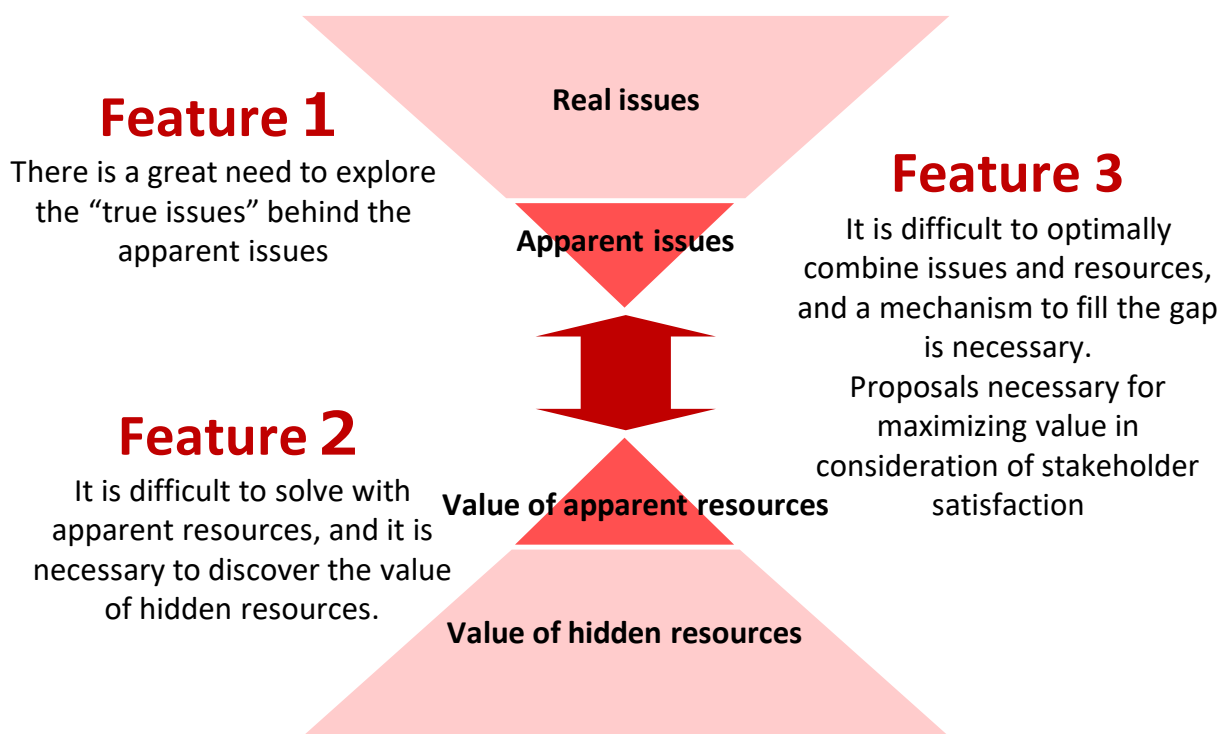 Real issues
Feature 1
There is a great need to explore
the “true issues” behind the
apparent issues
Apparent issues
Feature 3
It is difficult to optimally
combine issues and resources,
and a mechanism to fill the gap
is necessary.
Proposals necessary for
maximizing value in
consideration of stakeholder
satisfaction
Feature 2
It is difficult to solve with
apparent resources, and it is
necessary to discover the value
of hidden resources.
Value of apparent resources
Value of hidden resources